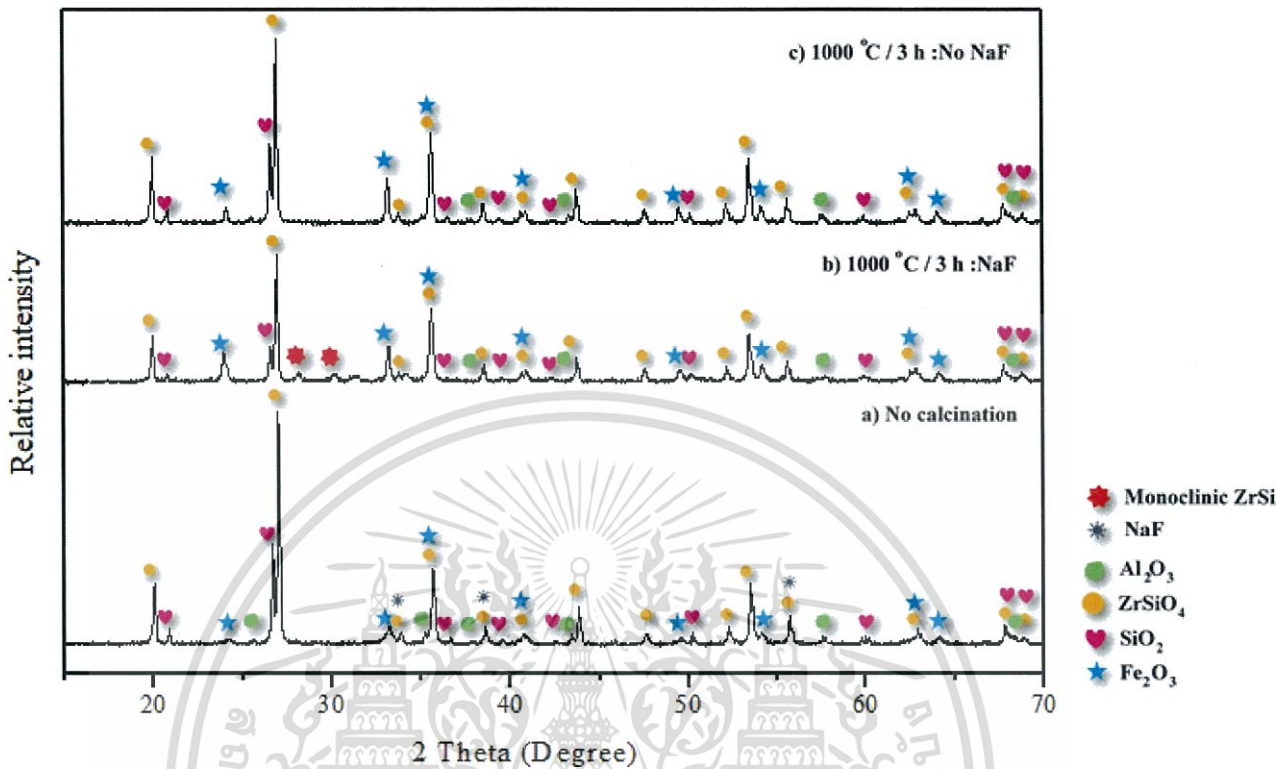 c) 1000 °C / 3 h :No NaF
b) 1000 °C / 3 h :NaF
a) No calcination
Relative intensity
Monoclinic ZrSi
NaF
Al₂O₃
ZrSiO₄
SiO₂
Fe₂O₃
20 30 40 50 60 70
2 Theta (Degree)